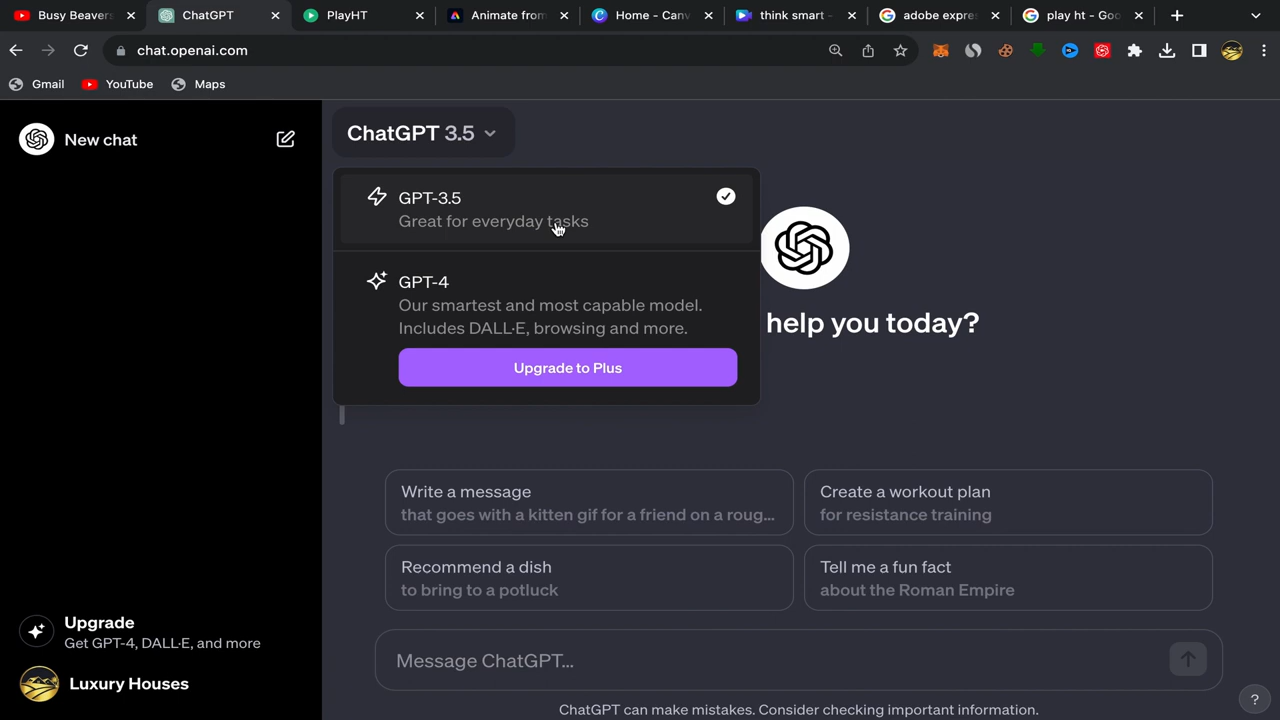 Busy Beavers
ChatGPT
PlayHT
Animate from
Home - Canv
think smart -
adobe expre
play ht - Goo
chat.openai.com
Gmail
YouTube
Maps
New chat
ChatGPT 3.5
GPT-3.5
Great for everyday tasks
GPT-4
Our smartest and most capable model.
Includes DALL·E, browsing and more.
Upgrade to Plus
help you today?
Write a message
that goes with a kitten gif for a friend on a roug...
Create a workout plan
for resistance training
Recommend a dish
to bring to a potluck
Tell me a fun fact
about the Roman Empire
Upgrade
Get GPT-4, DALL·E, and more
Luxury Houses
Message ChatGPT...
ChatGPT can make mistakes. Consider checking important information.
?